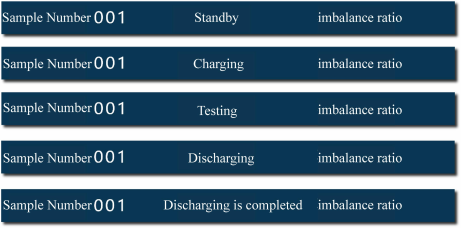 Sample Number 001 Standby imbalance ratio
Sample Number 001 Charging imbalance ratio
Sample Number 001 Testing imbalance ratio
Sample Number 001 Discharging imbalance ratio
Sample Number 001 Discharging is completed imbalance ratio